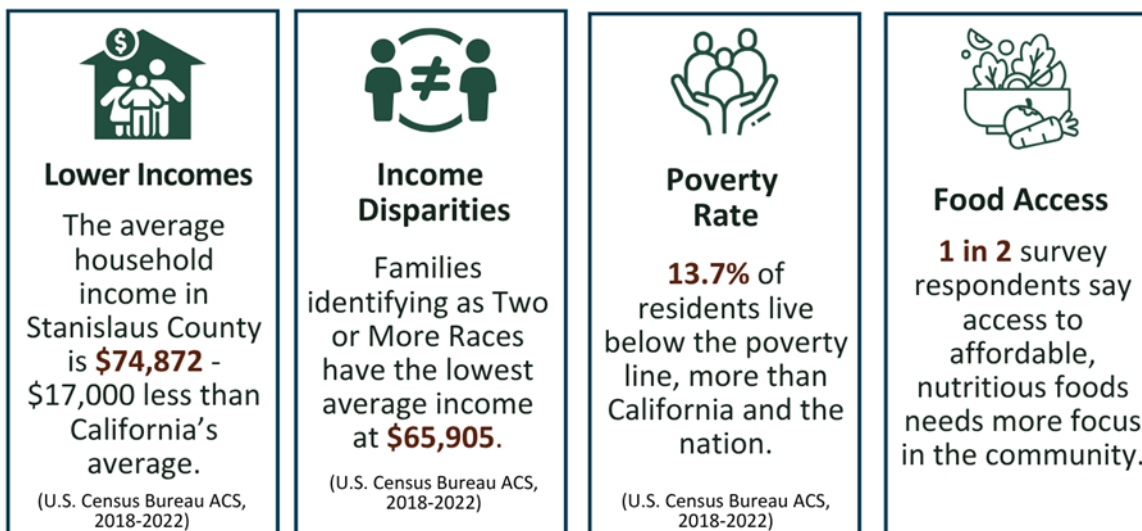 $
Lower Incomes
The average
household
income in
Stanislaus County
is $74,872 -
$17,000 less than
California's
average.
(U.S. Census Bureau ACS,
2018-2022)
≠
Income
Disparities
Families
identifying as Two
or More Races
have the lowest
average income
at $65,905.
(U.S. Census Bureau ACS,
2018-2022)
Poverty
Rate
13.7% of
residents live
below the poverty
line, more than
California and the
nation.
(U.S. Census Bureau ACS,
2018-2022)
Food Access
1 in 2 survey
respondents say
access to
affordable,
nutritious foods
needs more focus
in the community.